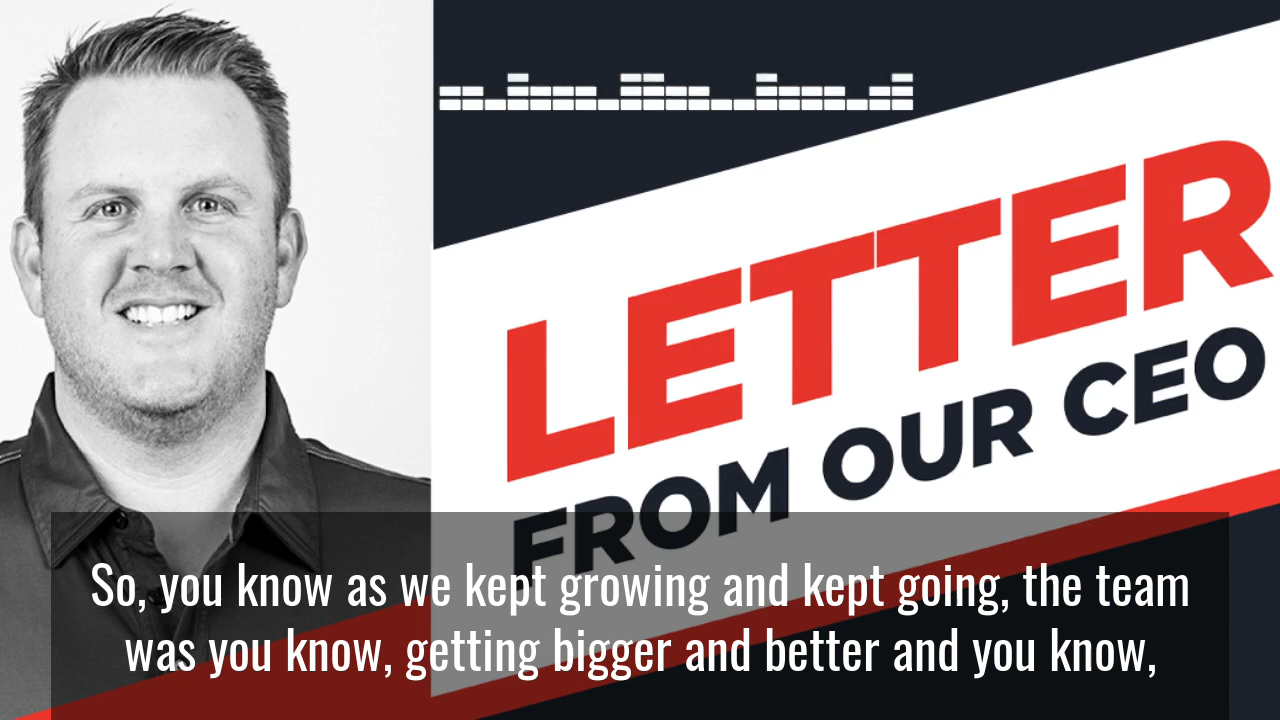 LETTER
FROM OUR CEO
So, you know as we kept growing and kept going, the team
was you know, getting bigger and better and you know,